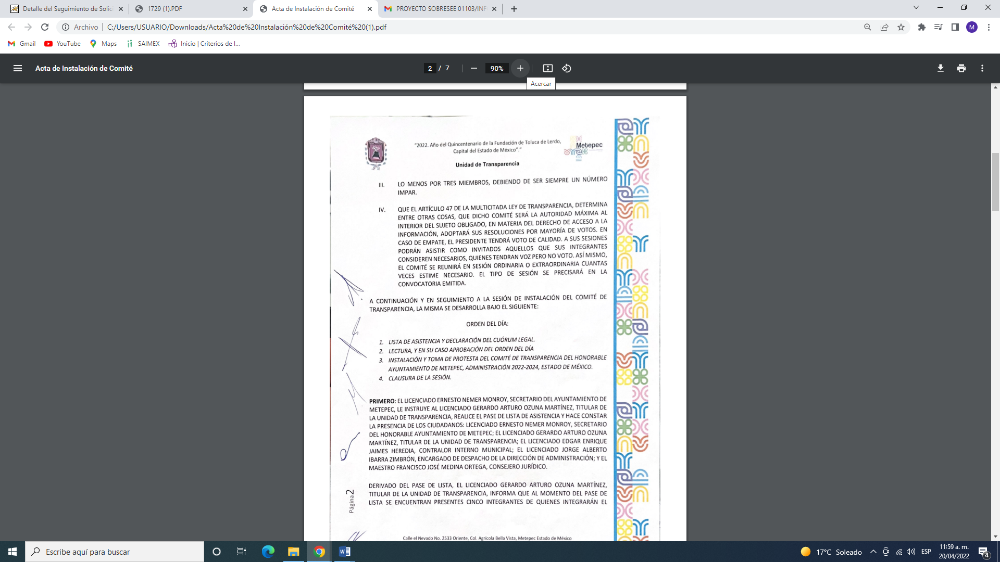 Detalle del Seguimiento de Solici
1729 (1).PDF
Acta de Instalación de Comité
PROYECTO SOBRESEE 01103/INF
Archivo
C:/Users/USUARIO/Downloads/Acta%20de%20Instalación%20de%20Comité%20(1).pdf
M
Gmail
YouTube
Maps
SAIMEX
Inicio | Criterios de I...
Acta de Instalación de Comité
2 / 7
90%
Acercar
"2022. Año del Quincentenario de la Fundación de Toluca de Lerdo,
Capital del Estado de México"."
Metepec
Unidad de Transparencia
III. LO MENOS POR TRES MIEMBROS, DEBIENDO DE SER SIEMPRE UN NÚMERO
IMPAR.
IV. QUE EL ARTÍCULO 47 DE LA MULTICITADA LEY DE TRANSPARENCIA, DETERMINA
ENTRE OTRAS COSAS, QUE DICHO COMITÉ SERÁ LA AUTORIDAD MÁXIMA AL
INTERIOR DEL SUJETO OBLIGADO, EN MATERIA DEL DERECHO DE ACCESO A LA
INFORMACIÓN, ADOPTARÁ SUS RESOLUCIONES POR MAYORÍA DE VOTOS. EN
CASO DE EMPATE, EL PRESIDENTE TENDRÁ VOTO DE CALIDAD. A SUS SESIONES
PODRÁN ASISTIR COMO INVITADOS AQUELLOS QUE SUS INTEGRANTES
CONSIDEREN NECESARIOS, QUIENES TENDRAN VOZ PERO NO VOTO. ASÍ MISMO,
EL COMITÉ SE REUNIRÁ EN SESIÓN ORDINARIA O EXTRAORDINARIA CUANTAS
VECES ESTIME NECESARIO. EL TIPO DE SESIÓN SE PRECISARÁ EN LA
CONVOCATORIA EMITIDA.
A CONTINUACIÓN Y EN SEGUIMIENTO A LA SESIÓN DE INSTALACIÓN DEL COMITÉ DE
TRANSPARENCIA, LA MISMA SE DESARROLLA BAJO EL SIGUIENTE:
ORDEN DEL DÍA:
1. LISTA DE ASISTENCIA Y DECLARACIÓN DEL CUÓRUM LEGAL.
2. LECTURA, Y EN SU CASO APROBACIÓN DEL ORDEN DEL DÍA
3. INSTALACIÓN Y TOMA DE PROTESTA DEL COMITÉ DE TRANSPARENCIA DEL HONORABLE
AYUNTAMIENTO DE METEPEC, ADMINISTRACIÓN 2022-2024, ESTADO DE MÉXICO.
4. CLAUSURA DE LA SESIÓN.
PRIMERO: EL LICENCIADO ERNESTO NEMER MONROY, SECRETARIO DEL AYUNTAMIENTO DE
METEPEC, LE INSTRUYE AL LICENCIADO GERARDO ARTURO OZUNA MARTÍNEZ, TITULAR DE
LA UNIDAD DE TRANSPARENCIA, REALICE EL PASE DE LISTA DE ASISTENCIA Y HACE CONSTAR
LA PRESENCIA DE LOS CIUDADANOS: LICENCIADO ERNESTO NEMER MONROY, SECRETARIO
DEL HONORABLE AYUNTAMIENTO DE METEPEC; EL LICENCIADO GERARDO ARTURO OZUNA
MARTÍNEZ, TITULAR DE LA UNIDAD DE TRANSPARENCIA; EL LICENCIADO EDGAR ENRIQUE
JAIMES HEREDIA, CONTRALOR INTERNO MUNICIPAL; EL LICENCIADO JORGE ALBERTO
IBARRA ZIMBRÓN, ENCARGADO DE DESPACHO DE LA DIRECCIÓN DE ADMINISTRACIÓN; Y EL
MAESTRO FRANCISCO JOSÉ MEDINA ORTEGA, CONSEJERO JURÍDICO.
DERIVADO DEL PASE DE LISTA, EL LICENCIADO GERARDO ARTURO OZUNA MARTÍNEZ,
TITULAR DE LA UNIDAD DE TRANSPARENCIA, INFORMA QUE AL MOMENTO DEL PASE DE
LISTA SE ENCUENTRAN PRESENTES CINCO INTEGRANTES DE QUIENES INTEGRARÁN EL
Página 2
Calle el Nevado No. 2533 Oriente, Col. Agrícola Bella Vista, Metepec Estado de México
Escribe aquí para buscar
17°C Soleado
ESP
11:59 a. m.
20/04/2022
4